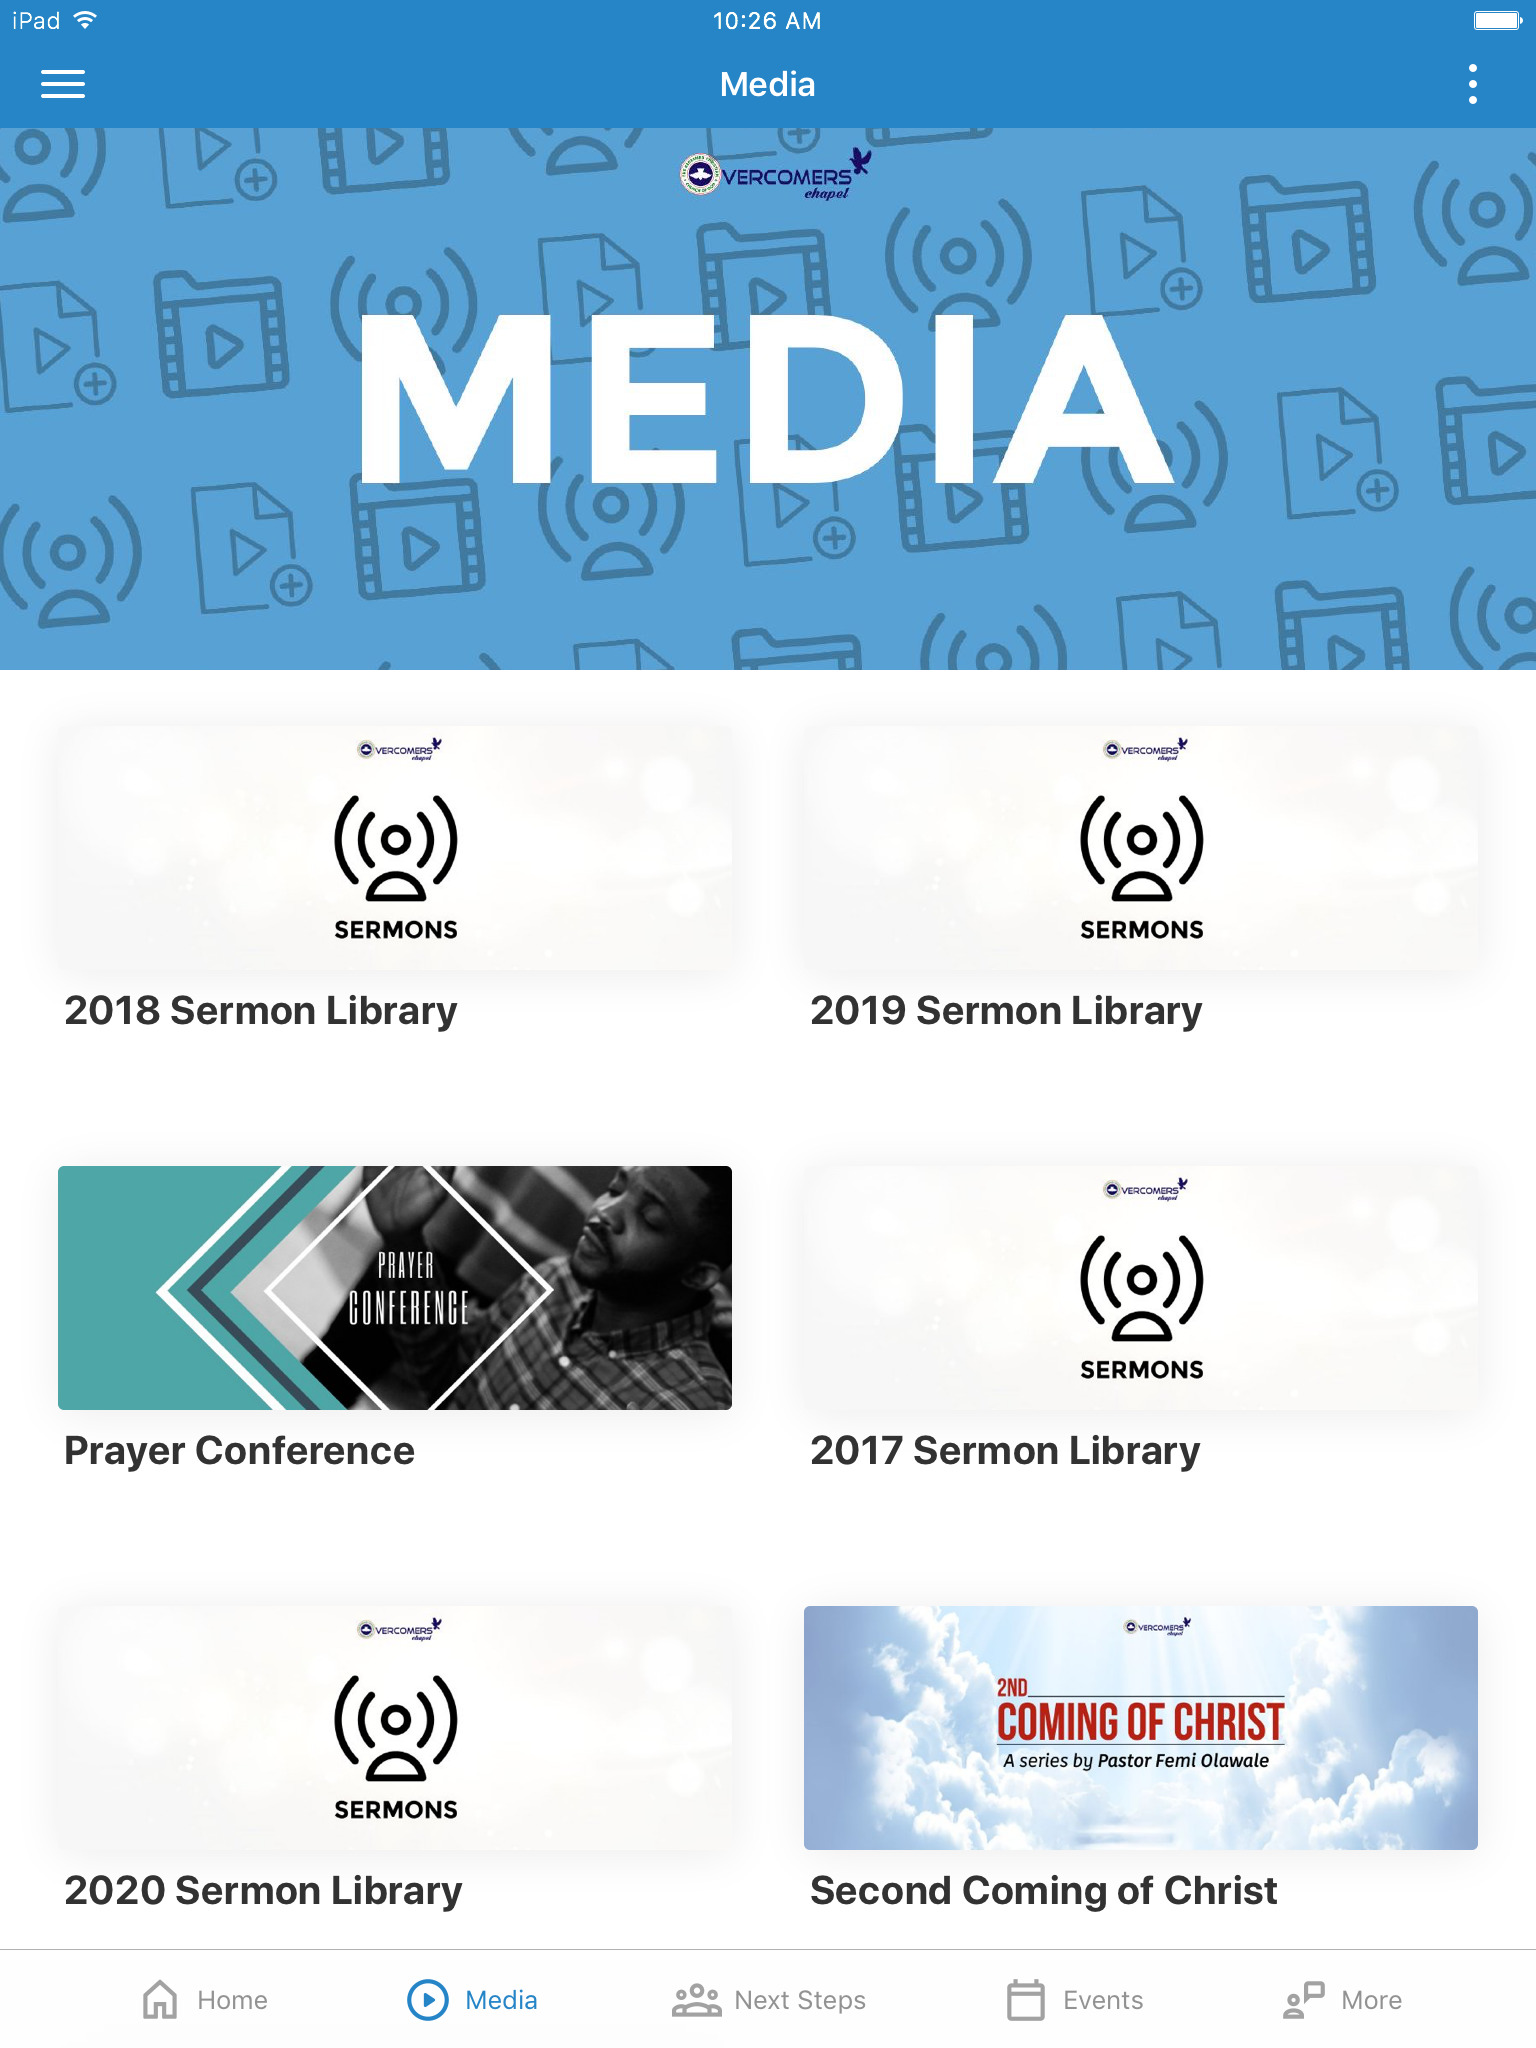 iPad 10:26 AM
Media
VERCOMERS
chapel
MEDIA
VERCOMERS
chapel
SERMONS
2018 Sermon Library
VERCOMERS
chapel
SERMONS
2019 Sermon Library
PRAYER
CONFERENCE
Prayer Conference
VERCOMERS
chapel
SERMONS
2017 Sermon Library
VERCOMERS
chapel
SERMONS
2020 Sermon Library
VERCOMERS
chapel
2ND
COMING OF CHRIST
A series by Pastor Femi Olawale
Second Coming of Christ
Home Media Next Steps Events More